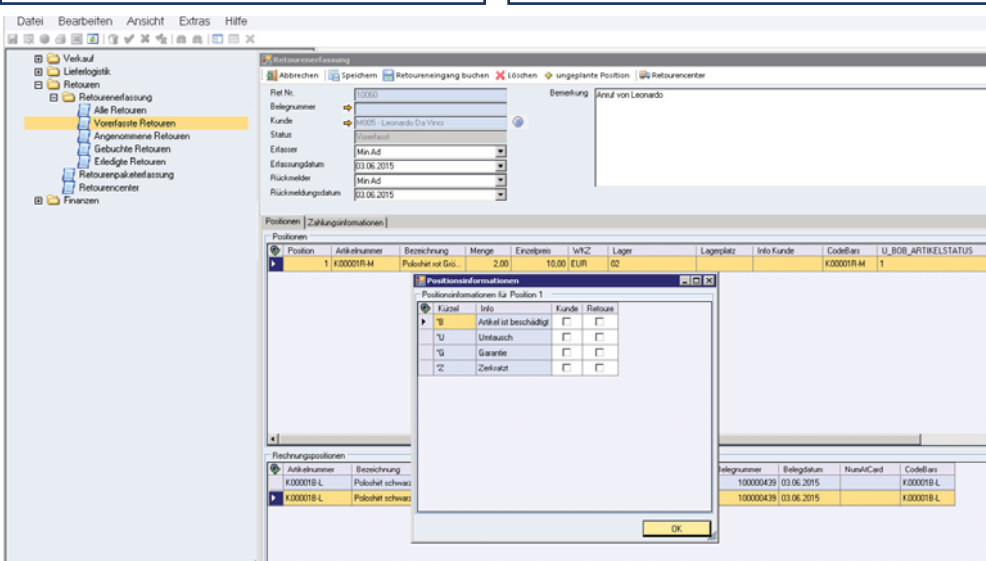 Datei Bearbeiten Ansicht Extras Hilfe
Verkauf
Lieferlogistik
Retouren
Retourenerfassung
Alle Retouren
Vorerfasste Retouren
Angenommene Retouren
Gebuchte Retouren
Erledigte Retouren
Retourenpaketerfassung
Retourencenter
Finanzen
Retourenerfassung
Abbrechen Speichern Retoureneingang buchen Löschen ungeplante Position Retourencenter
Ret Nr. 10060 Bemerkung Anruf von Leonardo
Belegnummer
Kunde M005 - Leonardo Da Vinci
Status Vorerfasst
Erfasser Min Ad
Erfassungdatum 03.06.2015
Rückmelder Min Ad
Rückmeldungsdatum 03.06.2015
Positionen Zahlungsinformationen
Positionen
Position Artikelnummer Bezeichnung Menge Einzelpreis WKZ Lager Lagerplatz Info Kunde CodeBars U_BOB_ARTIKELSTATUS
1 K00001R-M Poloshirt rot Grö... 2,00 10,00 EUR 02 K00001R-M 1
Positionsinformationen
Positionsinformationen für Position 1
Kürzel Info Kunde Retoure
*B Artikel ist beschädigt
*U Umtausch
*G Garantie
*Z Zerkratzt
OK
Rechnungspositionen
Artikelnummer Bezeichnung Belegnummer Belegdatum NumAtCard CodeBars
K00001B-L Poloshirt schwarz 100000439 03.06.2015 K00001B-L
K00001B-L Poloshirt schwarz 100000439 03.06.2015 K00001B-L